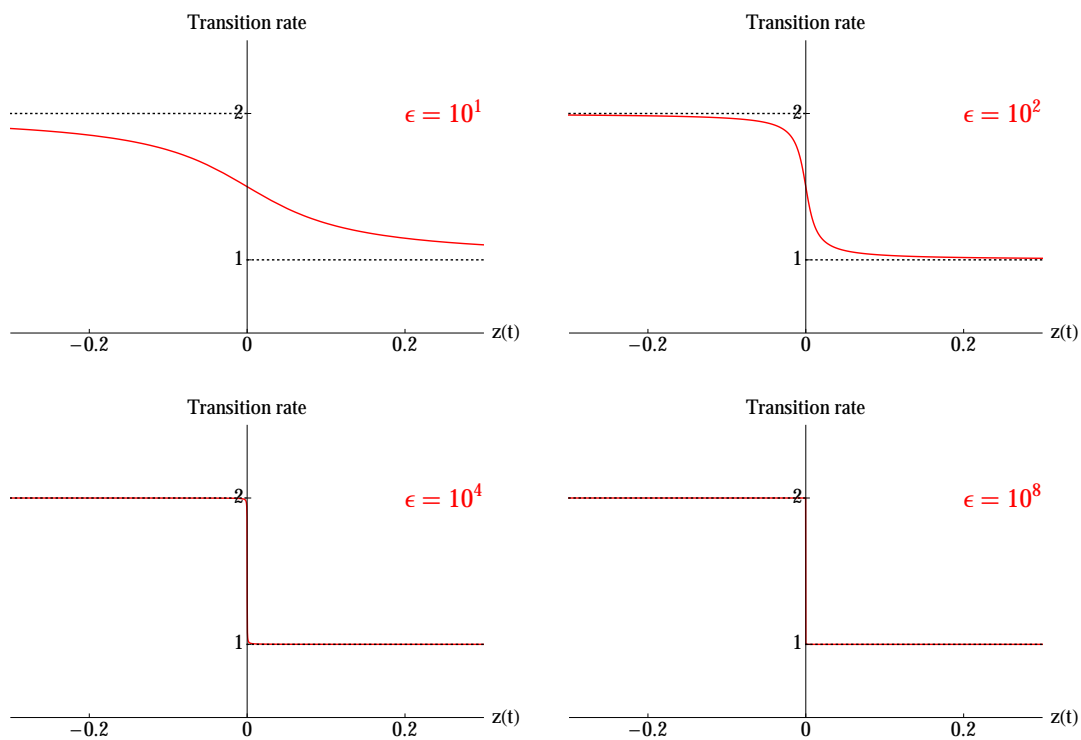 Transition rate
2
ϵ = 10¹
1
z(t)
−0.2
0
0.2
Transition rate
2
ϵ = 10²
1
z(t)
−0.2
0
0.2
Transition rate
2
ϵ = 10⁴
1
z(t)
−0.2
0
0.2
Transition rate
2
ϵ = 10⁸
1
z(t)
−0.2
0
0.2